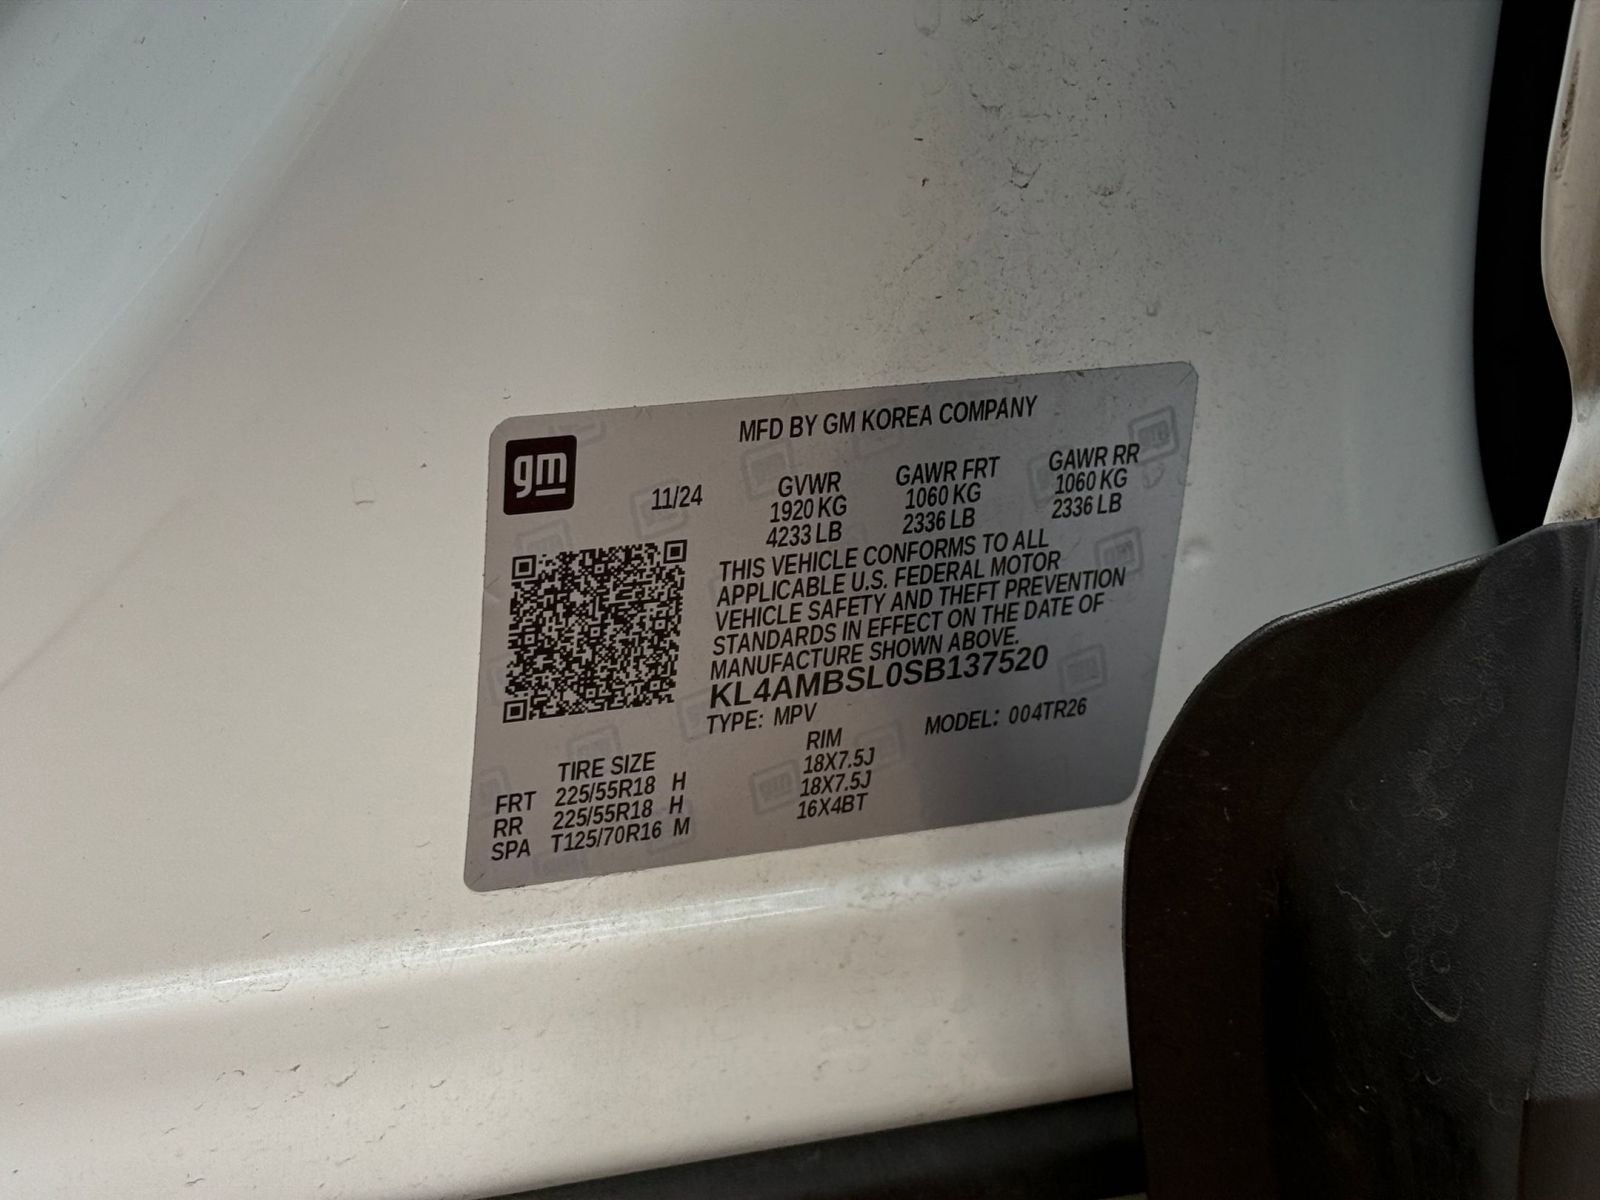 MFD BY GM KOREA COMPANY
gm
11/24
GVWR GAWR FRT GAWR RR
1920 KG 1060 KG 1060 KG
4233 LB 2336 LB 2336 LB
THIS VEHICLE CONFORMS TO ALL
APPLICABLE U.S. FEDERAL MOTOR
VEHICLE SAFETY AND THEFT PREVENTION
STANDARDS IN EFFECT ON THE DATE OF
MANUFACTURE SHOWN ABOVE.
KL4AMBSL0SB137520
TYPE: MPV MODEL: 004TR26
TIRE SIZE RIM
FRT 225/55R18 H 18X7.5J
RR 225/55R18 H 18X7.5J
SPA T125/70R16 M 16X4BT